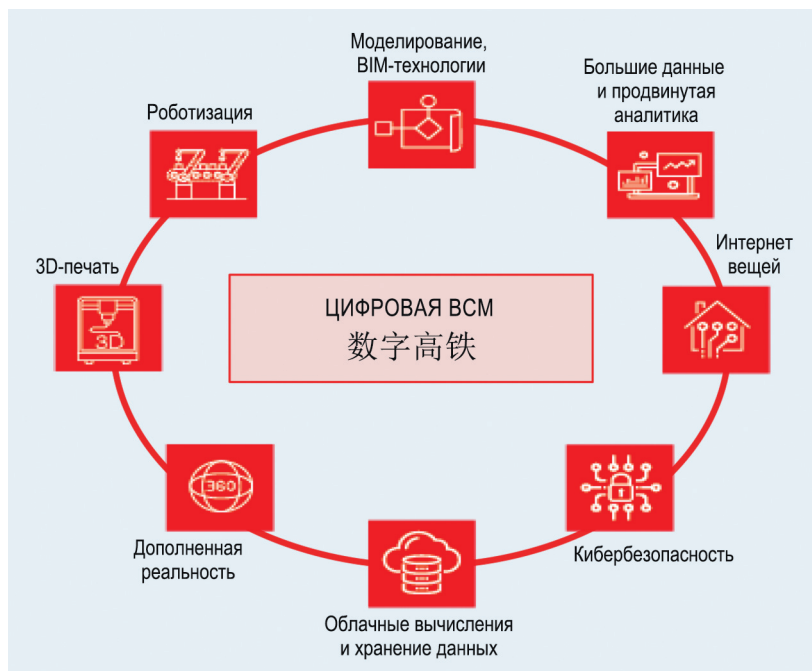 Моделирование,
BIM-технологии
Большие данные
и продвинутая
аналитика
Роботизация
Интернет
вещей
3D-печать
3D
ЦИФРОВАЯ ВСМ
数字高铁
360
Дополненная
реальность
Кибербезопасность
Облачные вычисления
и хранение данных